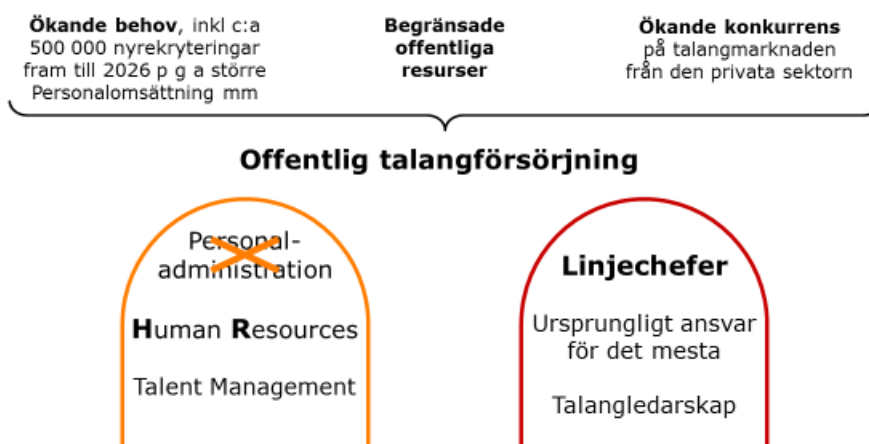 Ökande behov, inkl c:a
500 000 nyrekryteringar
fram till 2026 p g a större
Personalomsättning mm
Begränsade
offentliga
resurser
Ökande konkurrens
på talangmarknaden
från den privata sektorn
Offentlig talangförsörjning
Personal-
administration
Human Resources
Talent Management
Linjechefer
Ursprungligt ansvar
för det mesta
Talangledarskap